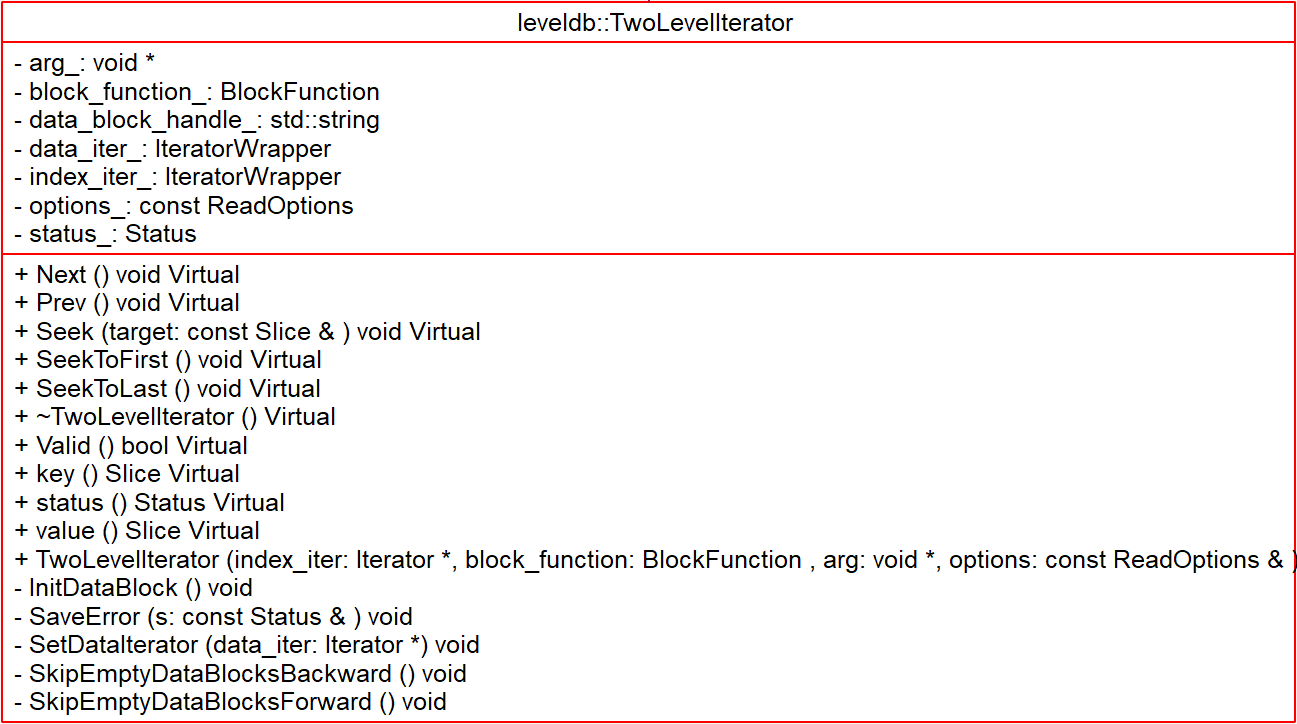 leveldb::TwoLevelIterator
- arg_: void *
- block_function_: BlockFunction
- data_block_handle_: std::string
- data_iter_: IteratorWrapper
- index_iter_: IteratorWrapper
- options_: const ReadOptions
- status_: Status
+ Next () void Virtual
+ Prev () void Virtual
+ Seek (target: const Slice & ) void Virtual
+ SeekToFirst () void Virtual
+ SeekToLast () void Virtual
+ ~TwoLevelIterator () Virtual
+ Valid () bool Virtual
+ key () Slice Virtual
+ status () Status Virtual
+ value () Slice Virtual
+ TwoLevelIterator (index_iter: Iterator *, block_function: BlockFunction , arg: void *, options: const ReadOptions & )
- InitDataBlock () void
- SaveError (s: const Status & ) void
- SetDataIterator (data_iter: Iterator *) void
- SkipEmptyDataBlocksBackward () void
- SkipEmptyDataBlocksForward () void